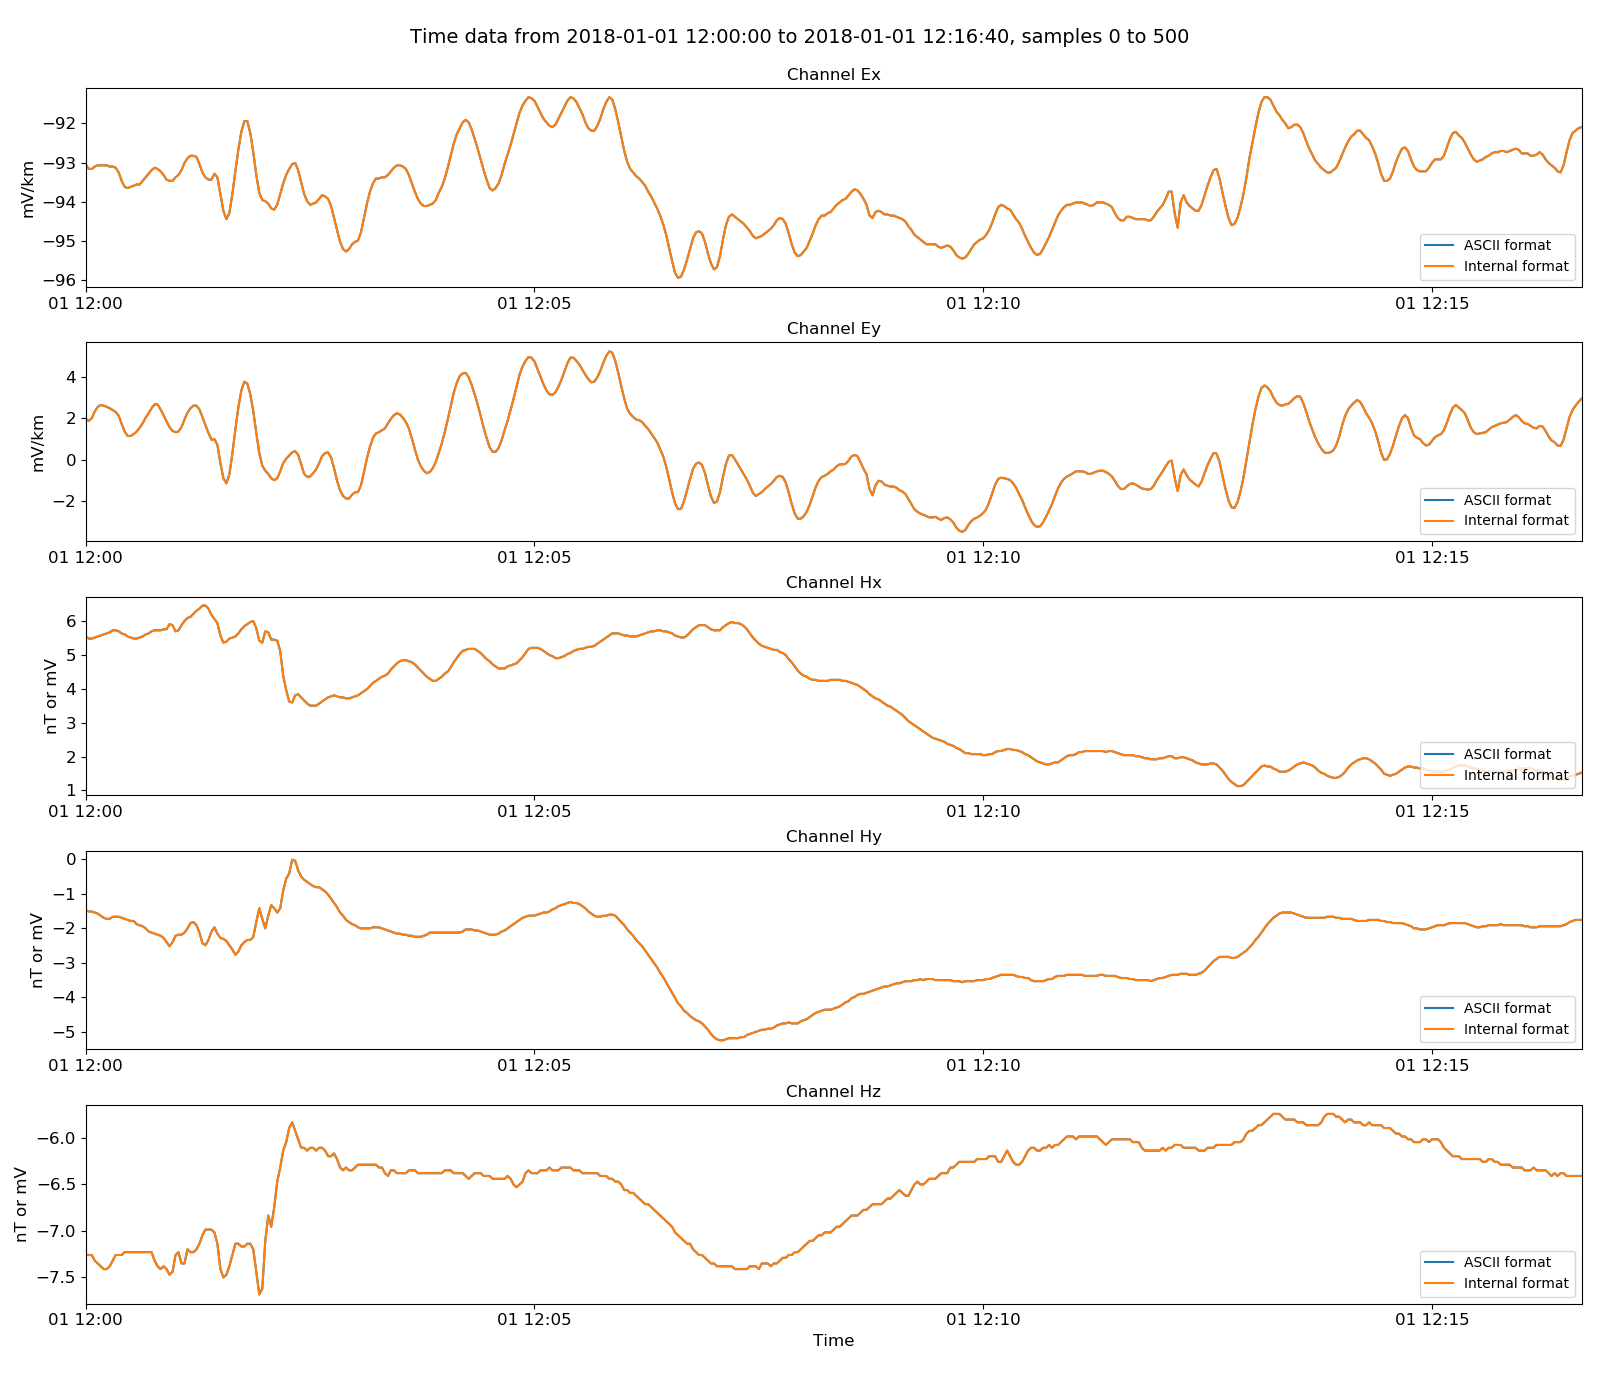 Time data from 2018-01-01 12:00:00 to 2018-01-01 12:16:40, samples 0 to 500
Channel Ex
mV/km
−92
−93
−94
−95
−96
ASCII format
Internal format
01 12:00 01 12:05 01 12:10 01 12:15
Channel Ey
mV/km
4
2
0
−2
ASCII format
Internal format
01 12:00 01 12:05 01 12:10 01 12:15
Channel Hx
nT or mV
6
5
4
3
2
1
ASCII format
Internal format
01 12:00 01 12:05 01 12:10 01 12:15
Channel Hy
nT or mV
0
−1
−2
−3
−4
−5
ASCII format
Internal format
01 12:00 01 12:05 01 12:10 01 12:15
Channel Hz
nT or mV
−6.0
−6.5
−7.0
−7.5
ASCII format
Internal format
01 12:00 01 12:05 01 12:10 01 12:15
Time